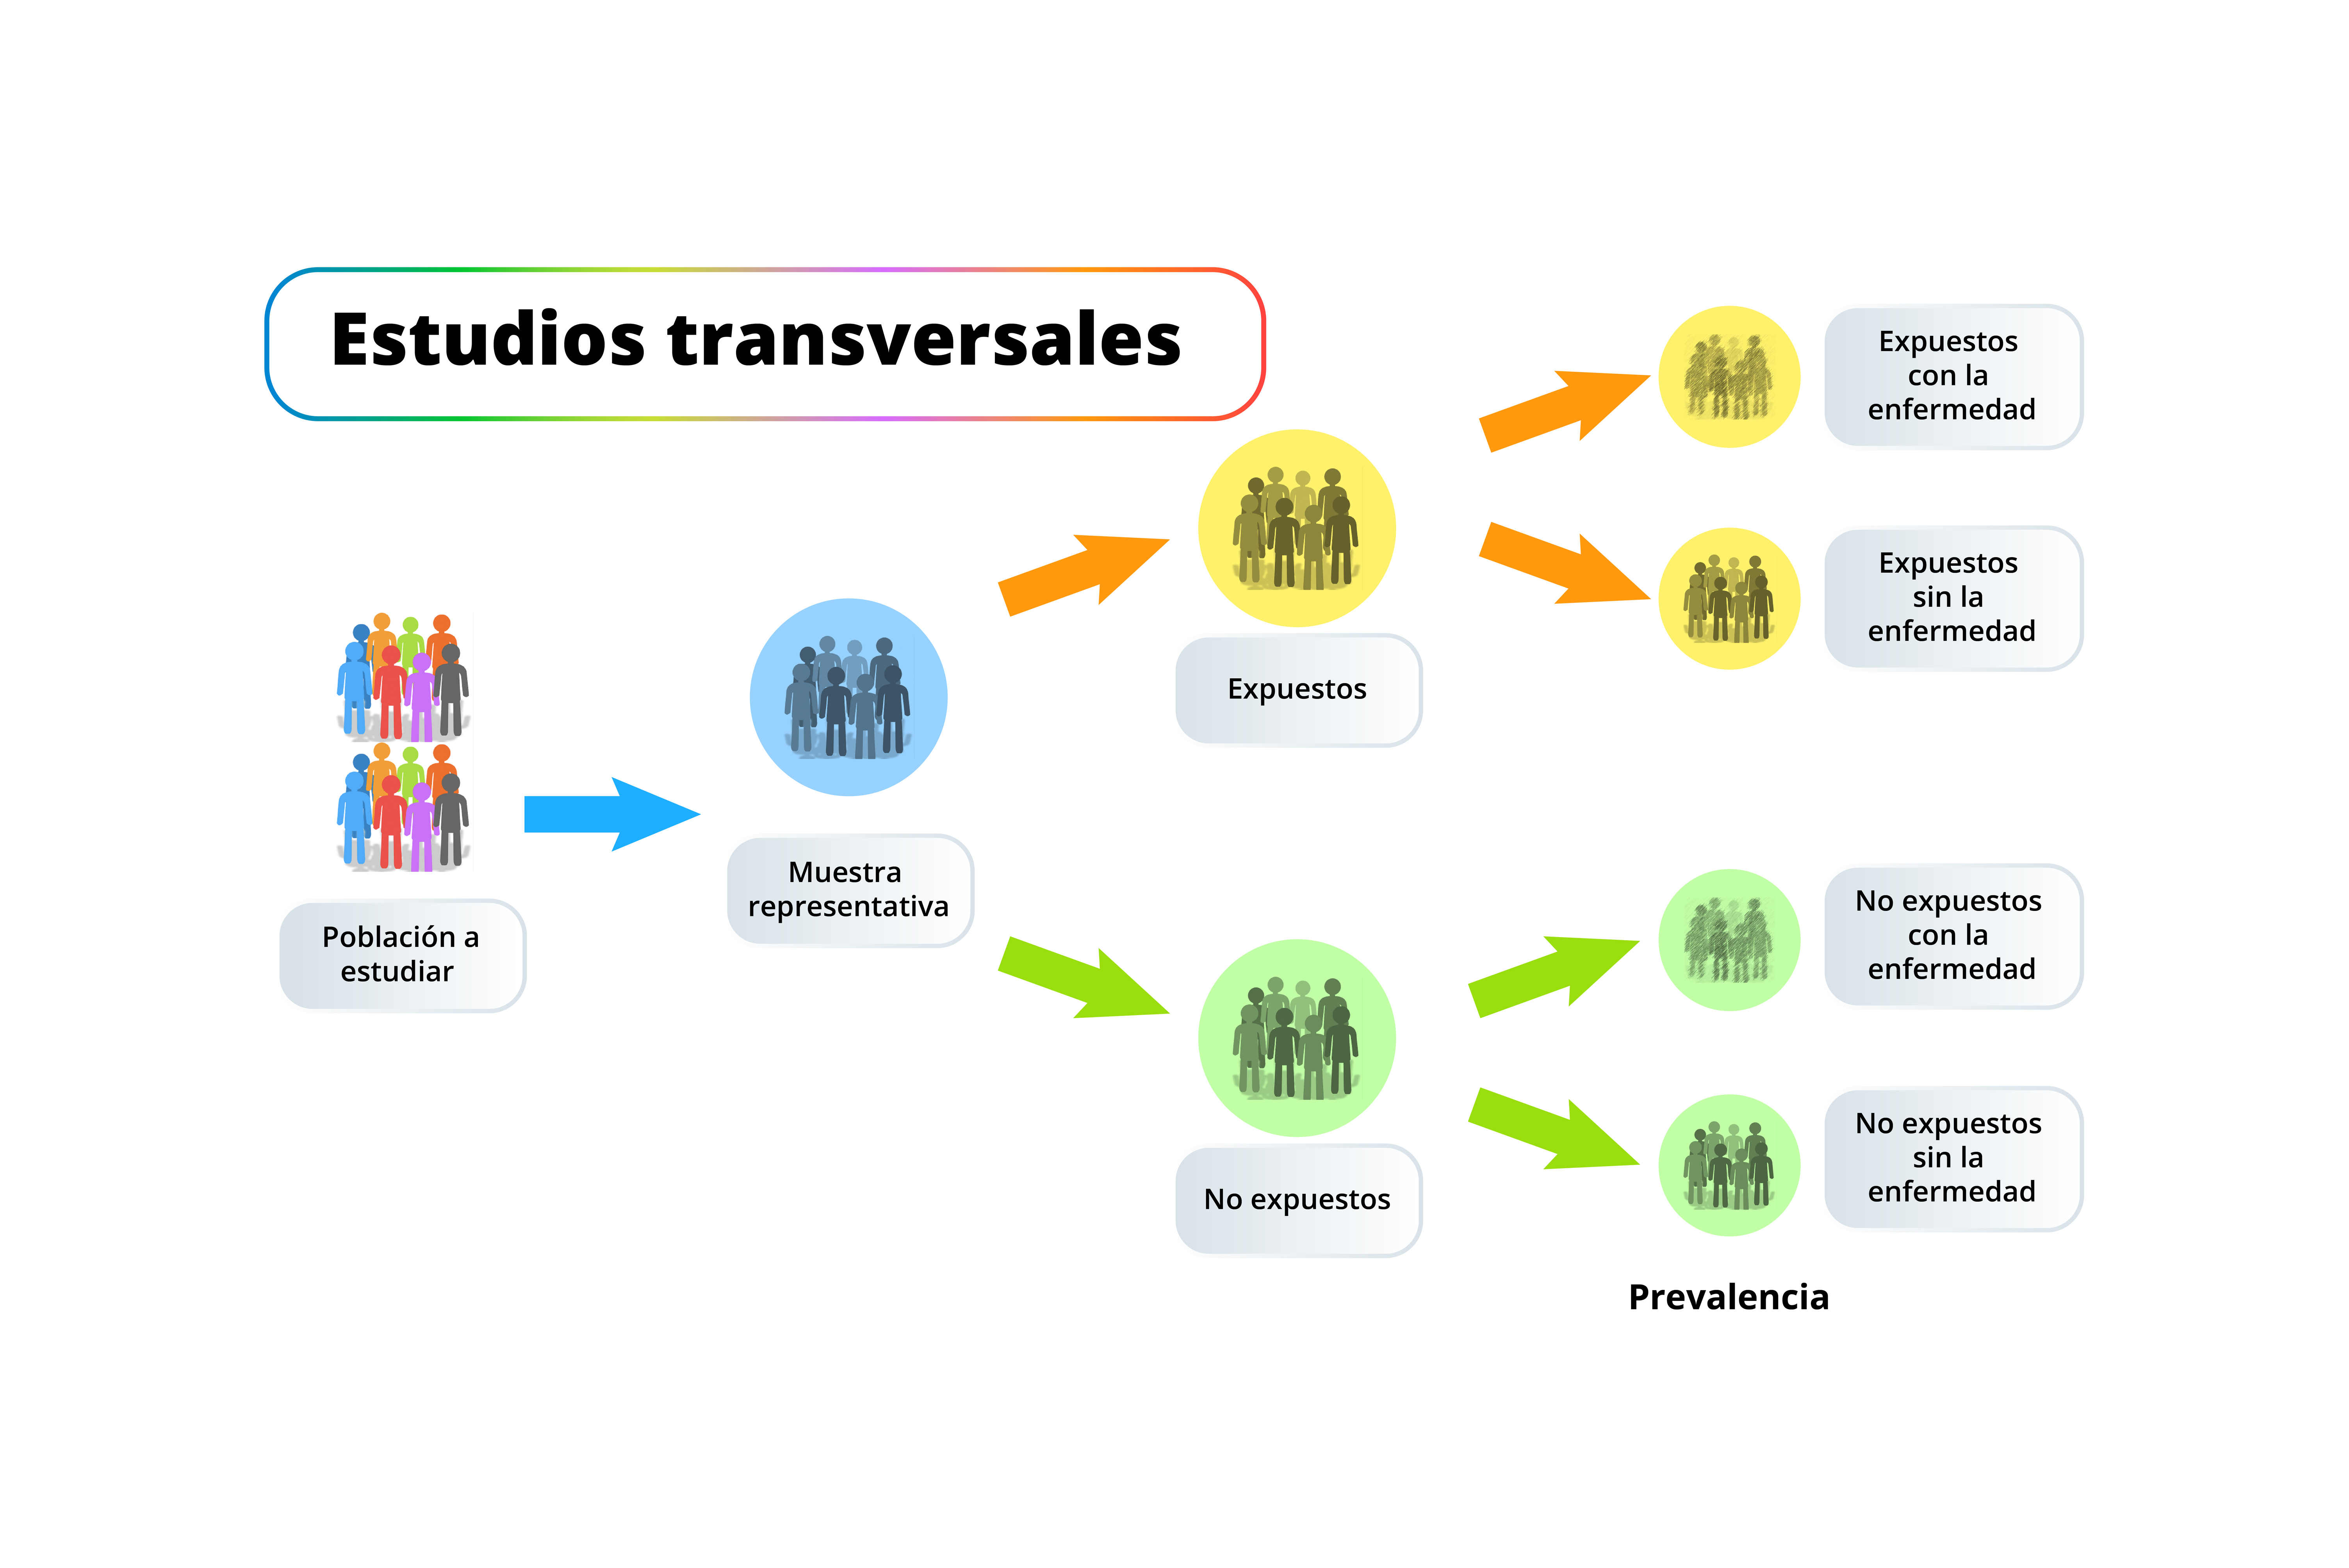 Estudios transversales
Población a
estudiar
Muestra
representativa
Expuestos
No expuestos
Expuestos
con la
enfermedad
Expuestos
sin la
enfermedad
No expuestos
con la
enfermedad
No expuestos
sin la
enfermedad
Prevalencia